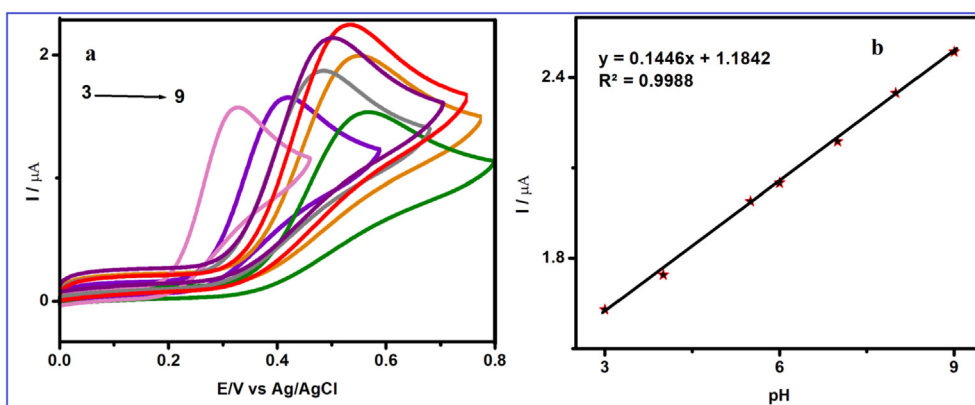 a
3 → 9
2
1
0
I / μA
0.0 0.2 0.4 0.6 0.8
E/V vs Ag/AgCl
b
y = 0.1446x + 1.1842
R² = 0.9988
2.4
1.8
I / μA
3 6 9
pH